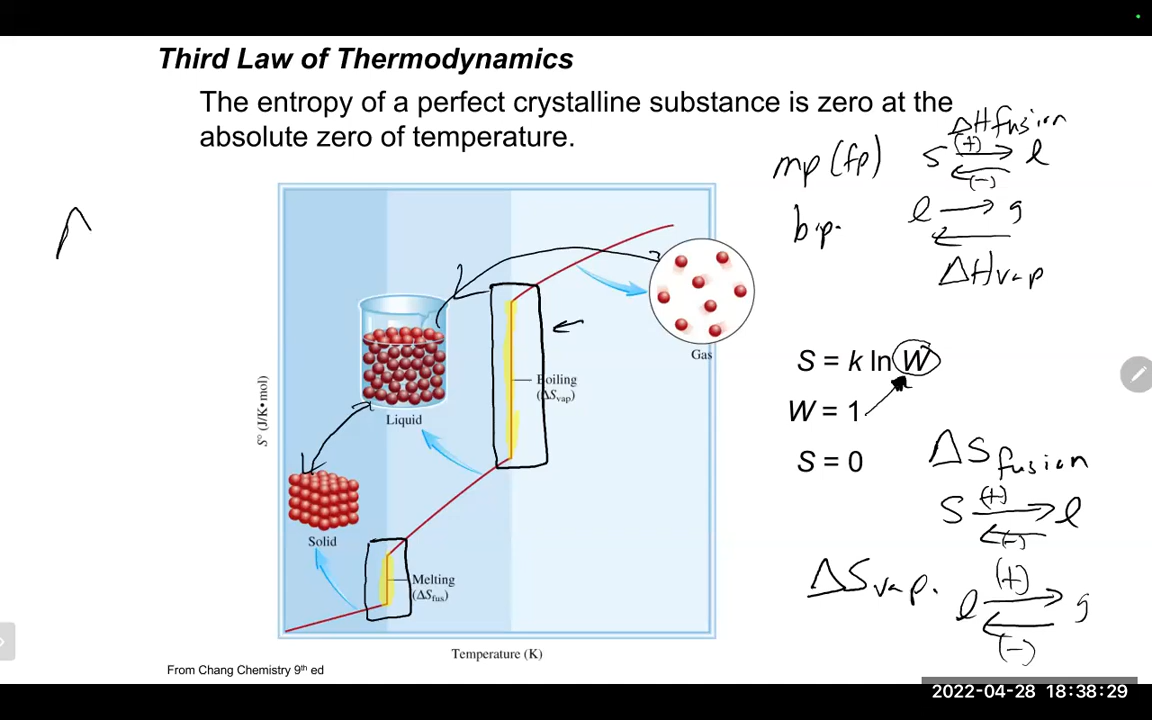 Third Law of Thermodynamics
The entropy of a perfect crystalline substance is zero at the
absolute zero of temperature.
ΔHfusion
mp (fp)
s (+) l
(-)
b.p.
l → g
ΔHvap
Gas
S = k ln W
W = 1
S = 0
Boiling
(ΔSvap)
Liquid
S° (J/K•mol)
Solid
Melting
(ΔSfus)
ΔSfusion
s (+) l
(-)
ΔSvap.
l (+) g
(-)
Temperature (K)
From Chang Chemistry 9th ed
2022-04-28 18:38:29